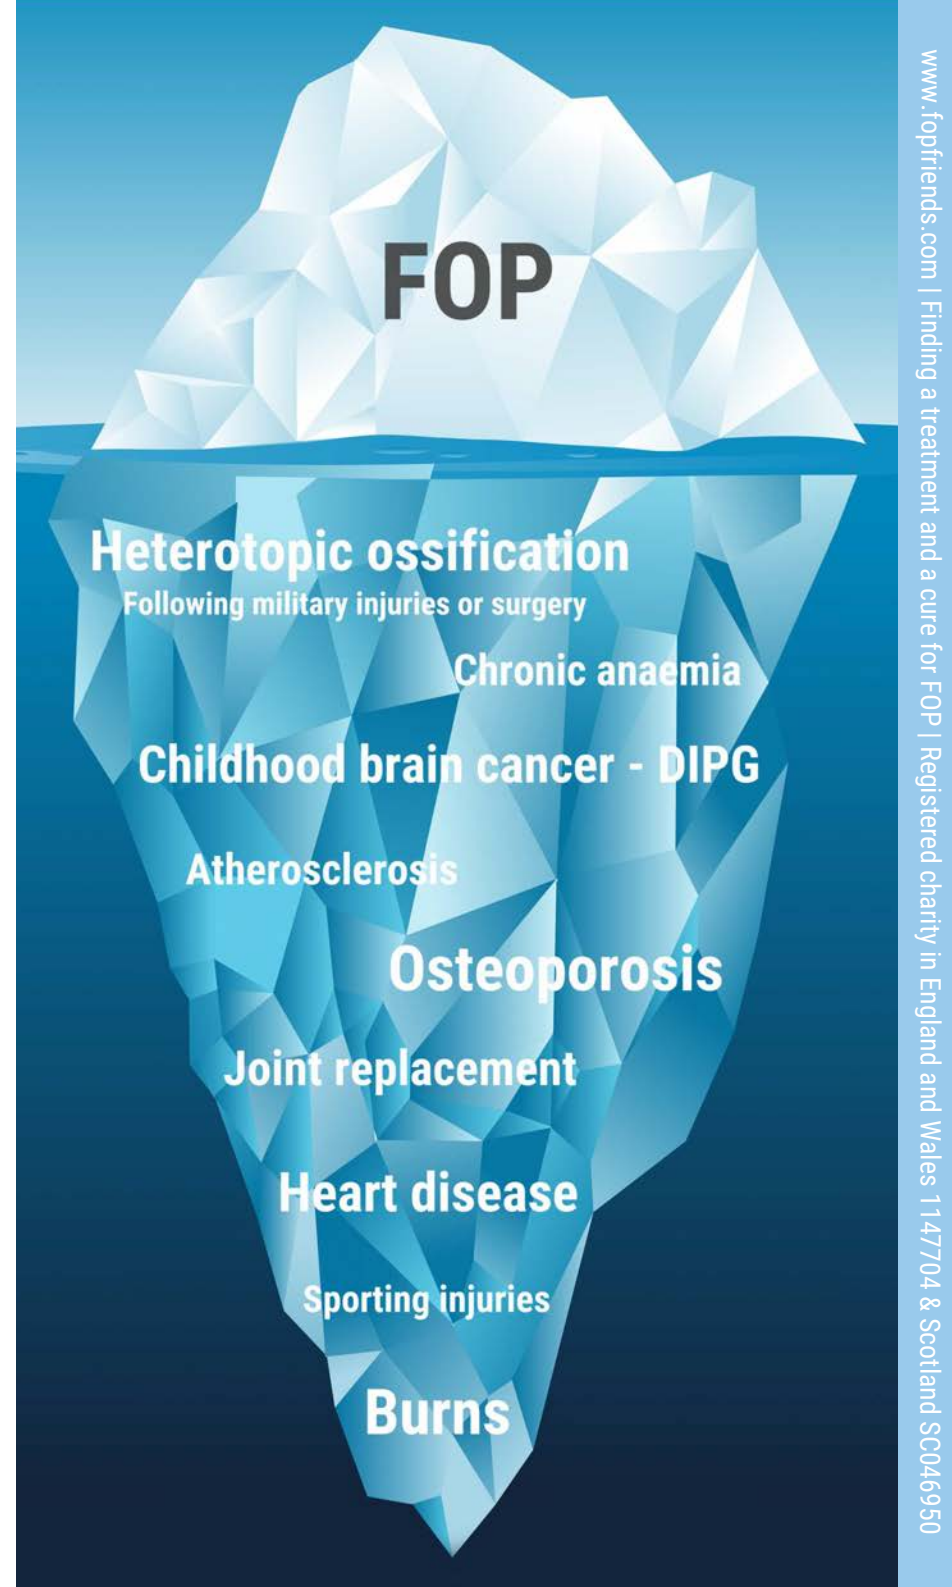 FOP
Heterotopic ossification
Following military injuries or surgery
Chronic anaemia
Childhood brain cancer - DIPG
Atherosclerosis
Osteoporosis
Joint replacement
Heart disease
Sporting injuries
Burns
www.fopfriends.com | Finding a treatment and a cure for FOP | Registered charity in England and Wales 1147704 & Scotland SC046950